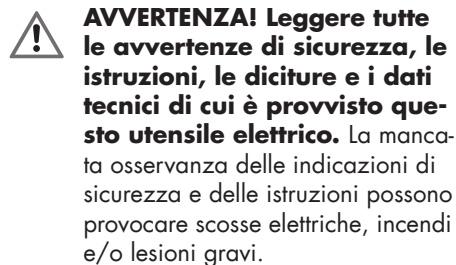 AVVERTENZA! Leggere tutte
le avvertenze di sicurezza, le
istruzioni, le diciture e i dati
tecnici di cui è provvisto que-
sto utensile elettrico. La manca-
ta osservanza delle indicazioni di
sicurezza e delle istruzioni possono
provocare scosse elettriche, incendi
e/o lesioni gravi.